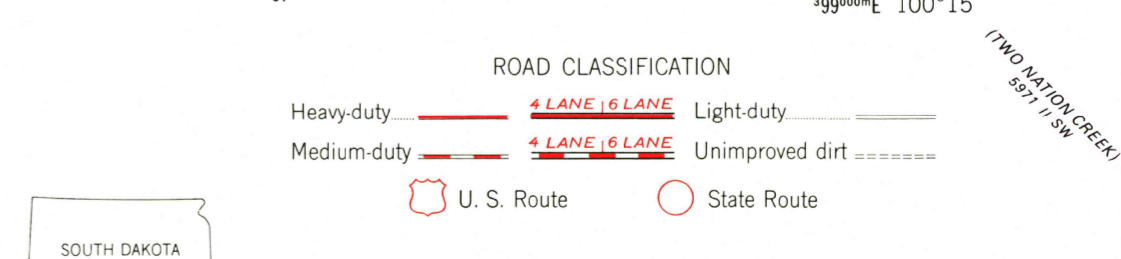 ³99⁰⁰⁰ᵐE 100°15
(TWO NATION CREEK)
5971 II SW
ROAD CLASSIFICATION
Heavy-duty 4 LANE 6 LANE Light-duty
Medium-duty 4 LANE 6 LANE Unimproved dirt
U. S. Route State Route
SOUTH DAKOTA